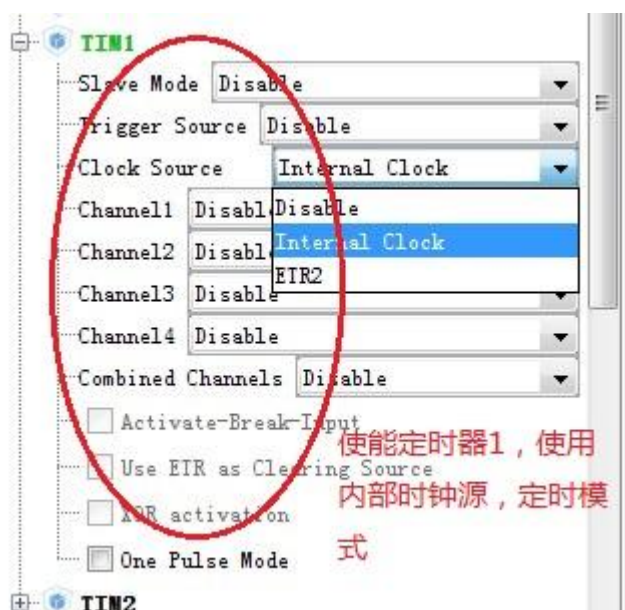 TIM1
Slave Mode Disable
Trigger Source Disable
Clock Source Internal Clock
Channel1 Disabl Disable
Channel2 Disabl Internal Clock
Channel3 Disable ETR2
Channel4 Disable
Combined Channels Disable
Activate-Break-Input
Use ETR as Clearing Source
XOR activation
One Pulse Mode
使能定时器1，使用
内部时钟源，定时模
式
TIM2